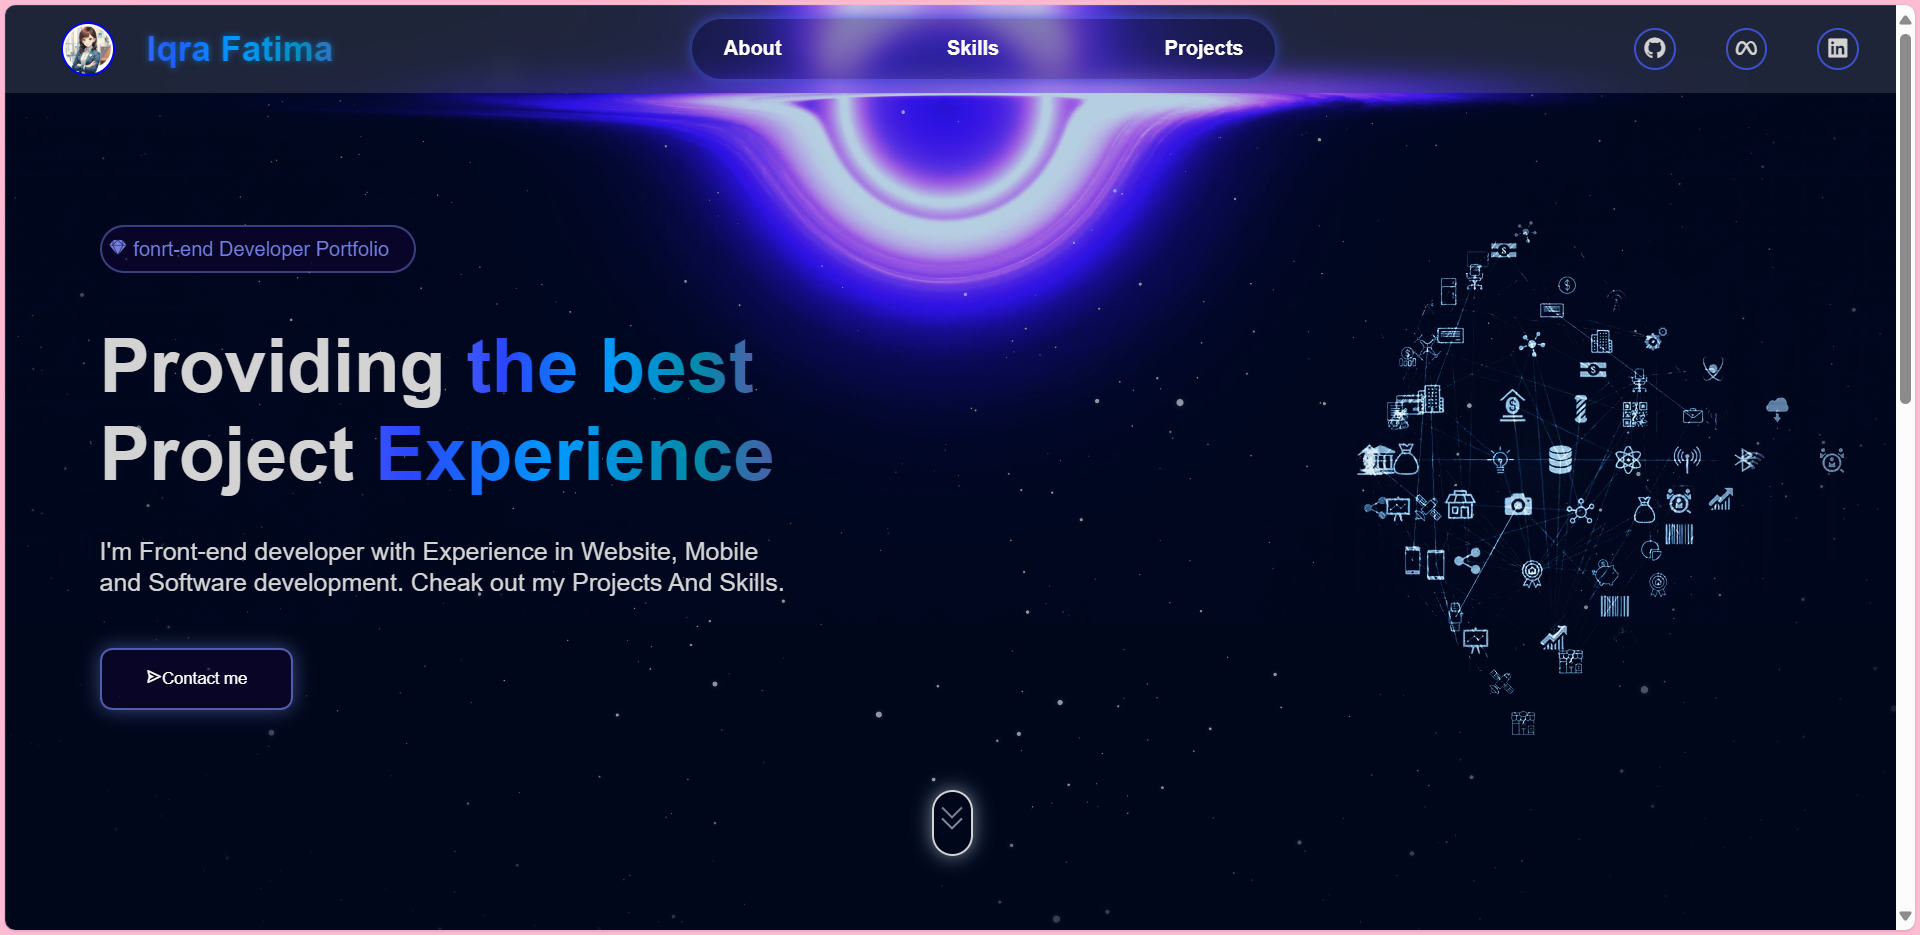 Iqra Fatima
About
Skills
Projects
fonrt-end Developer Portfolio
Providing the best
Project Experience
I'm Front-end developer with Experience in Website, Mobile
and Software development. Cheak out my Projects And Skills.
Contact me